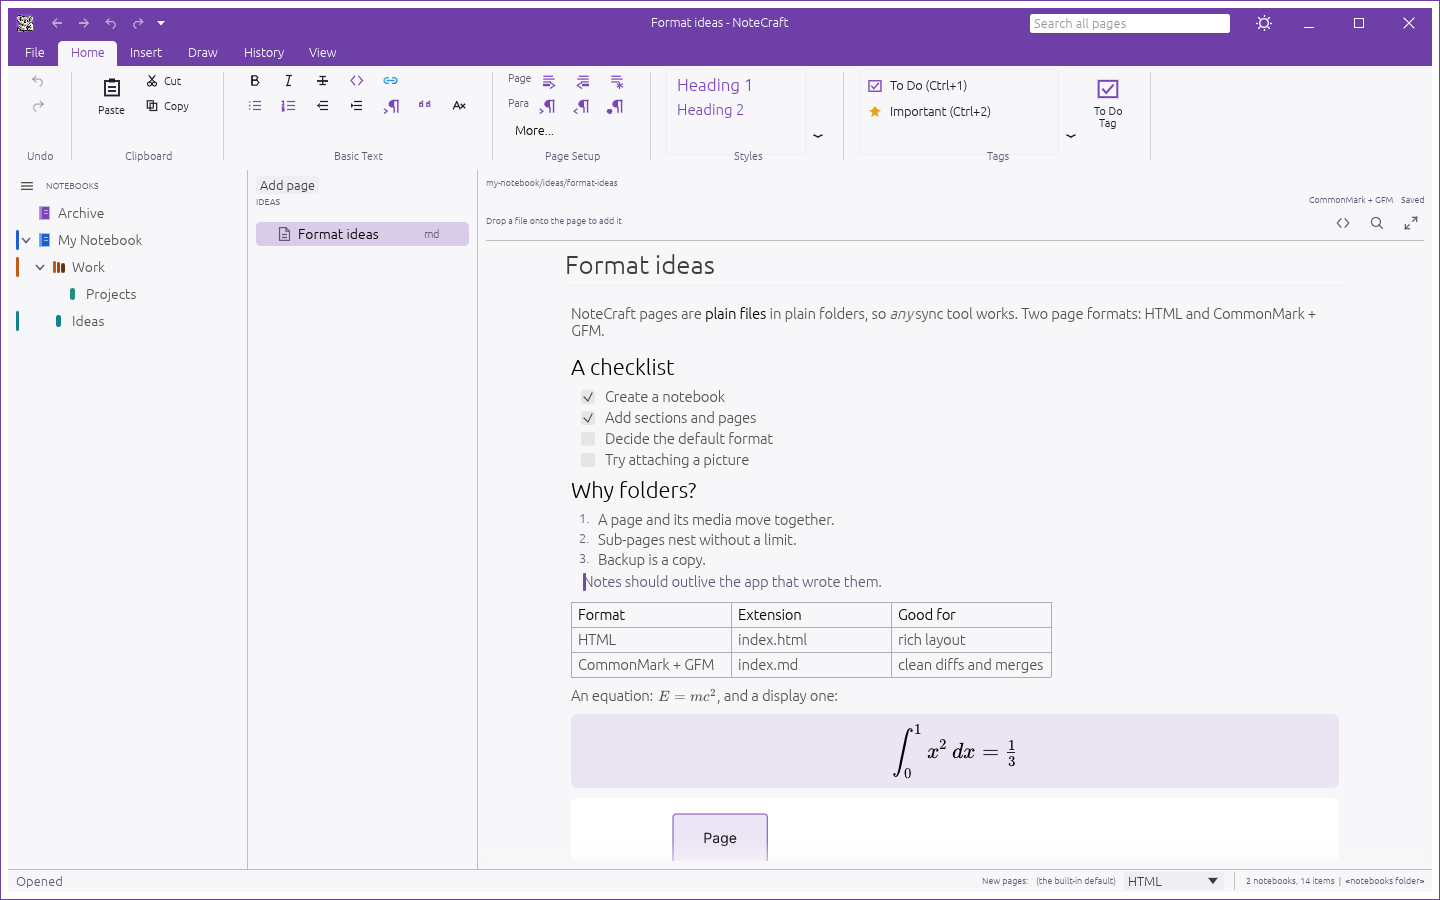 Format ideas - NoteCraft
Search all pages
File Home Insert Draw History View
Paste
Cut
Copy
Undo
Clipboard
Basic Text
Page
Para
More...
Page Setup
Heading 1
Heading 2
Styles
To Do (Ctrl+1)
Important (Ctrl+2)
Tags
To Do
Tag
NOTEBOOKS
Archive
My Notebook
Work
Projects
Ideas
Add page
IDEAS
Format ideas md
my-notebook/ideas/format-ideas
CommonMark + GFM Saved
Drop a file onto the page to add it
Format ideas
NoteCraft pages are plain files in plain folders, so any sync tool works. Two page formats: HTML and CommonMark +
GFM.
A checklist
Create a notebook
Add sections and pages
Decide the default format
Try attaching a picture
Why folders?
1. A page and its media move together.
2. Sub-pages nest without a limit.
3. Backup is a copy.
Notes should outlive the app that wrote them.
Format Extension Good for
HTML index.html rich layout
CommonMark + GFM index.md clean diffs and merges
An equation: E = mc², and a display one:
∫₀¹ x² dx = 1/3
Page
Opened
New pages: (the built-in default) HTML
2 notebooks, 14 items | «notebooks folder»